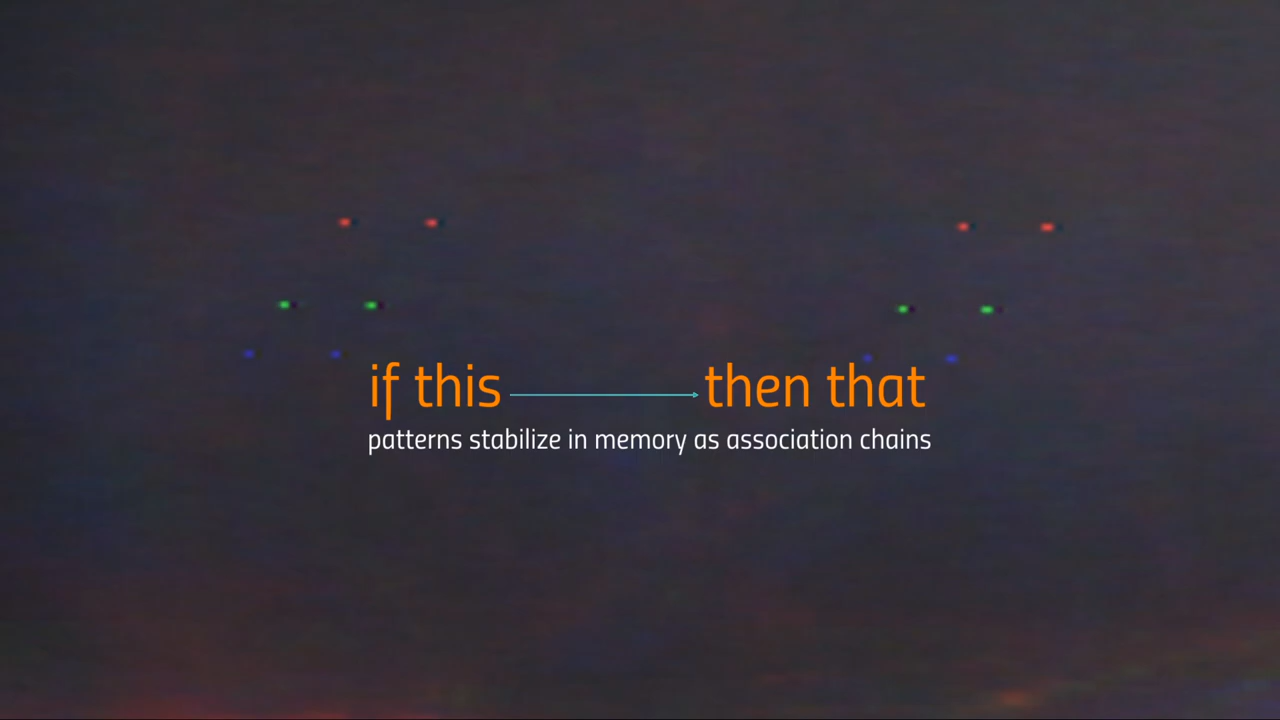 if this then that
patterns stabilize in memory as association chains